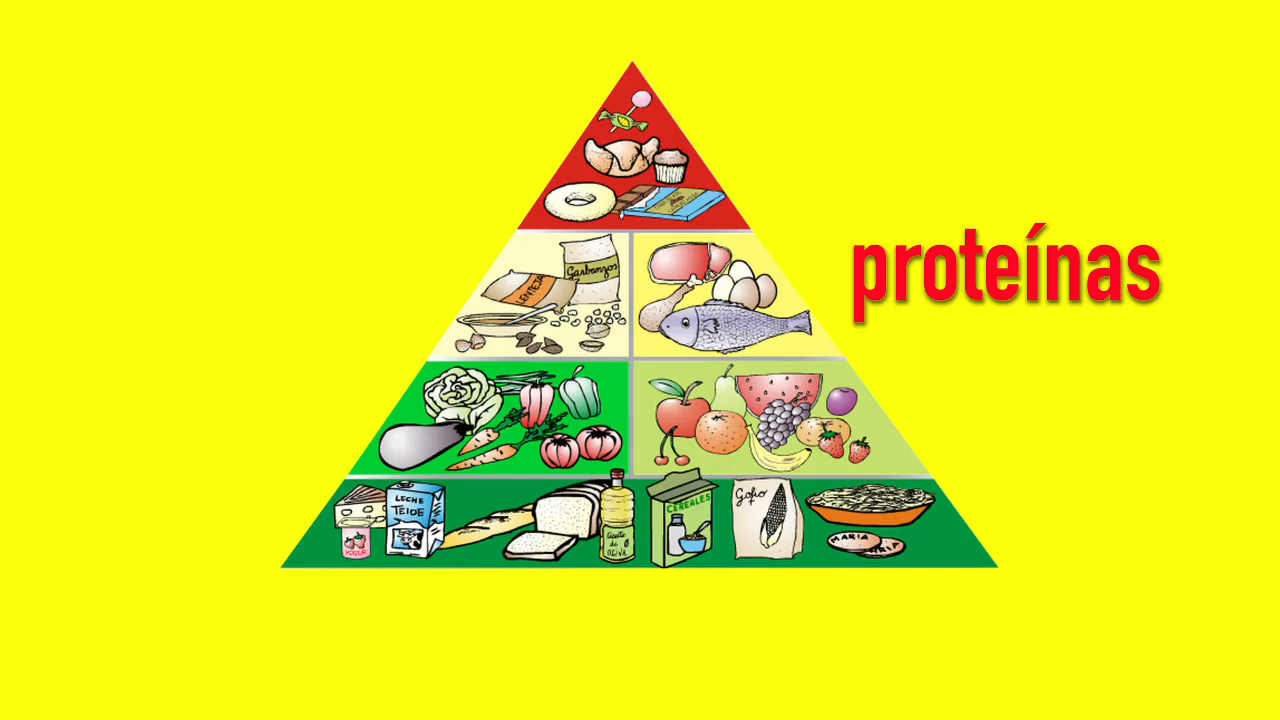 proteínas
Garbanzos
LENTEJA
LECHE
TEIDE
YOGUR
Aceite
de
OLIVA
CEREALES
Gofio
MARIA